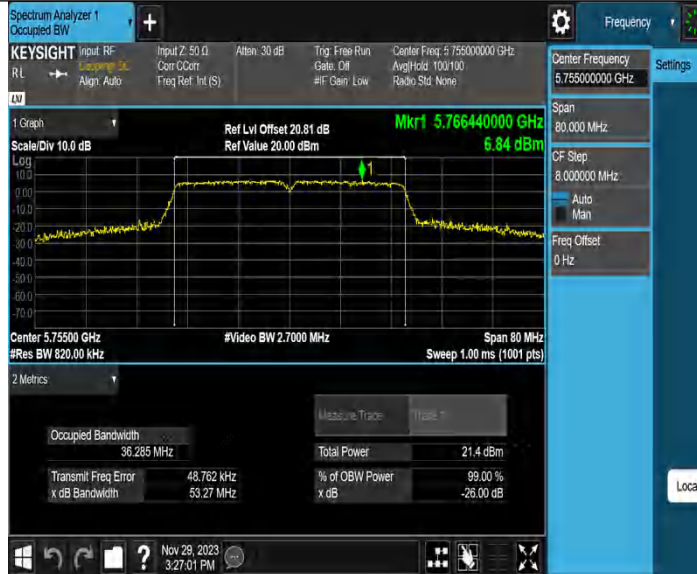 Spectrum Analyzer 1
Occupied BW
+
Frequency
KEYSIGHT
RL
Input: RF
Coupling: DC
Align: Auto
Input Z: 50 Ω
Corr CCorr
Freq Ref: Int (S)
Atten: 30 dB
Trig: Free Run
Gate: Off
#IF Gain: Low
Center Freq: 5.755000000 GHz
Avg|Hold: 100/100
Radio Std: None
1 Graph
Scale/Div 10.0 dB
Ref Lvl Offset 20.81 dB
Ref Value 20.00 dBm
Mkr1 5.766440000 GHz
6.84 dBm
Log
10.0
0.00
-10.0
-20.0
-30.0
-40.0
-50.0
-60.0
-70.0
1
Center 5.75500 GHz
#Res BW 820.00 kHz
#Video BW 2.7000 MHz
Span 80 MHz
Sweep 1.00 ms (1001 pts)
2 Metrics
Measure Trace
Trace 1
Occupied Bandwidth
36.285 MHz
Total Power
21.4 dBm
Transmit Freq Error
48.762 kHz
% of OBW Power
99.00 %
x dB Bandwidth
53.27 MHz
x dB
-26.00 dB
Center Frequency
5.755000000 GHz
Settings
Span
80.000 MHz
CF Step
8.000000 MHz
Auto
Man
Freq Offset
0 Hz
Loca
?
Nov 29, 2023
3:27:01 PM